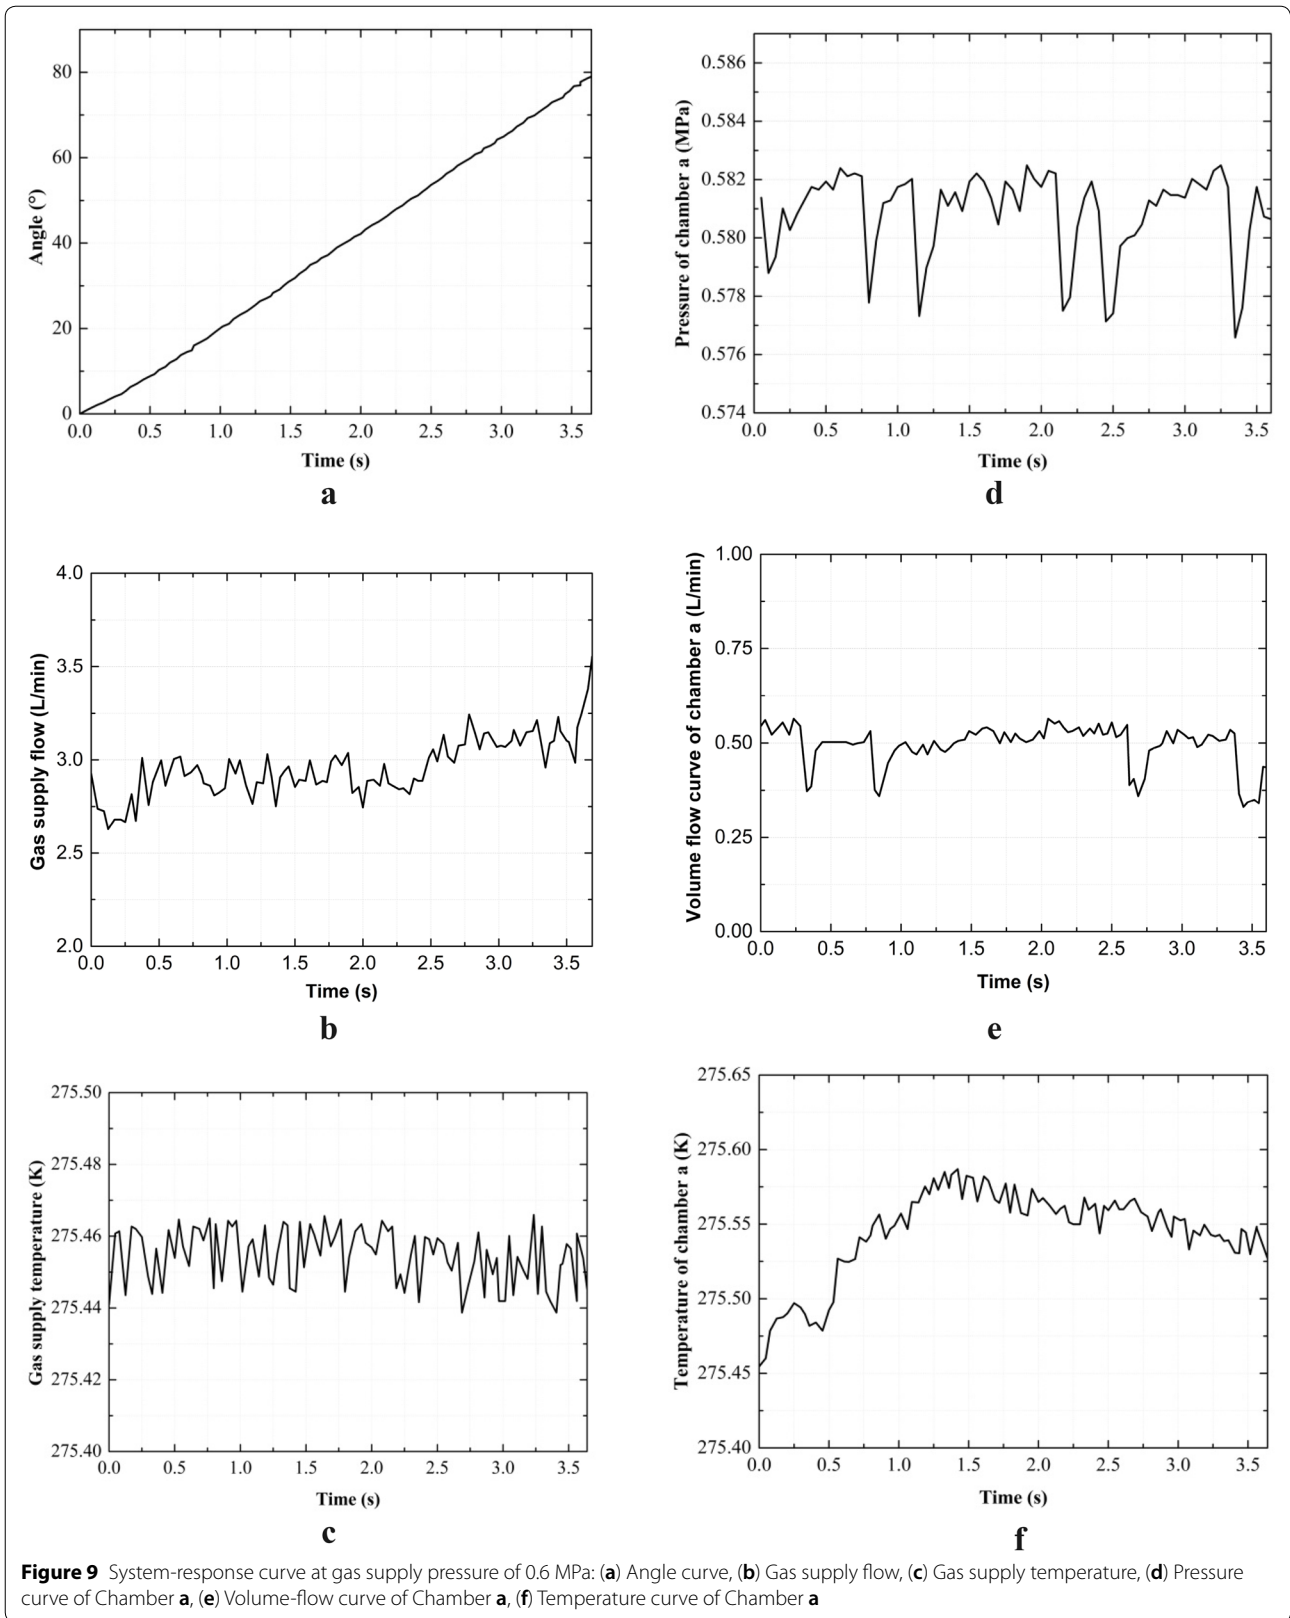 80
60
40
20
0
0.0 0.5 1.0 1.5 2.0 2.5 3.0 3.5
Angle (°)
Time (s)
a
0.586
0.584
0.582
0.580
0.578
0.576
0.574
0.0 0.5 1.0 1.5 2.0 2.5 3.0 3.5
Pressure of chamber a (MPa)
Time (s)
d
4.0
3.5
3.0
2.5
2.0
0.0 0.5 1.0 1.5 2.0 2.5 3.0 3.5
Gas supply flow (L/min)
Time (s)
b
1.00
0.75
0.50
0.25
0.00
0.0 0.5 1.0 1.5 2.0 2.5 3.0 3.5
Volume flow curve of chamber a (L/min)
Time (s)
e
275.50
275.48
275.46
275.44
275.42
275.40
0.0 0.5 1.0 1.5 2.0 2.5 3.0 3.5
Gas supply temperature (K)
Time (s)
c
275.65
275.60
275.55
275.50
275.45
275.40
0.0 0.5 1.0 1.5 2.0 2.5 3.0 3.5
Temperature of chamber a (K)
Time (s)
f
Figure 9 System-response curve at gas supply pressure of 0.6 MPa: (a) Angle curve, (b) Gas supply flow, (c) Gas supply temperature, (d) Pressure
curve of Chamber a, (e) Volume-flow curve of Chamber a, (f) Temperature curve of Chamber a